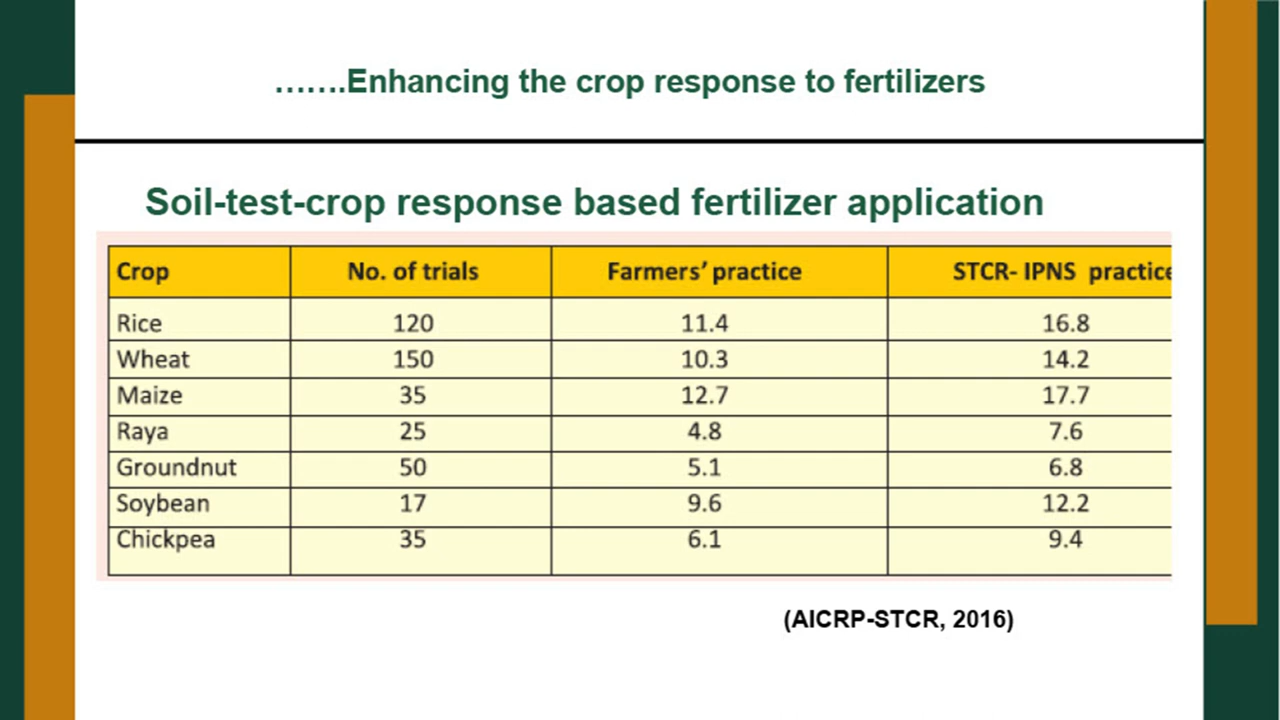 …….Enhancing the crop response to fertilizers
Soil-test-crop response based fertilizer application
Crop No. of trials Farmers’ practice STCR- IPNS practice
Rice 120 11.4 16.8
Wheat 150 10.3 14.2
Maize 35 12.7 17.7
Raya 25 4.8 7.6
Groundnut 50 5.1 6.8
Soybean 17 9.6 12.2
Chickpea 35 6.1 9.4
(AICRP-STCR, 2016)